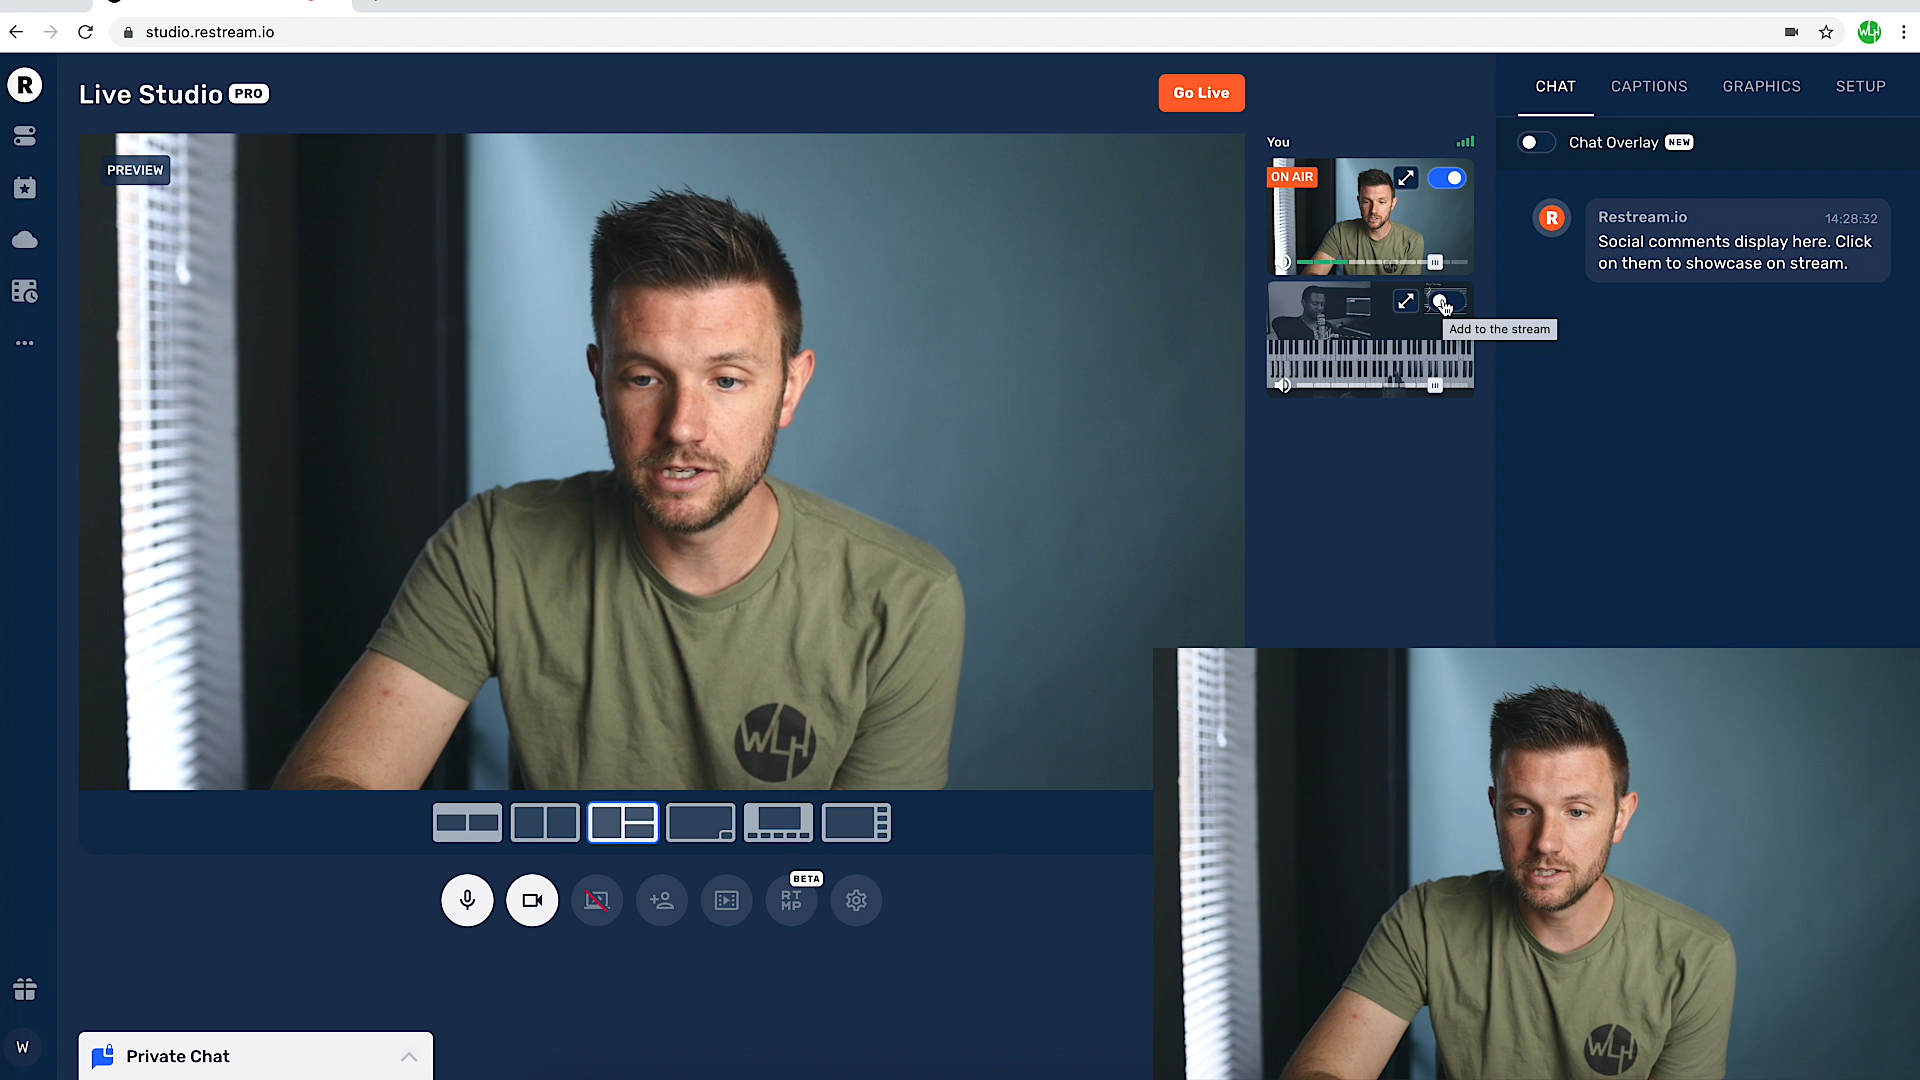 studio.restream.io
WLH
R
Live Studio PRO
Go Live
CHAT
CAPTIONS
GRAPHICS
SETUP
PREVIEW
You
ON AIR
Chat Overlay NEW
R
Restream.io
14:28:32
Social comments display here. Click
on them to showcase on stream.
Add to the stream
WLH
BETA
RT
MP
W
Private Chat
WLH